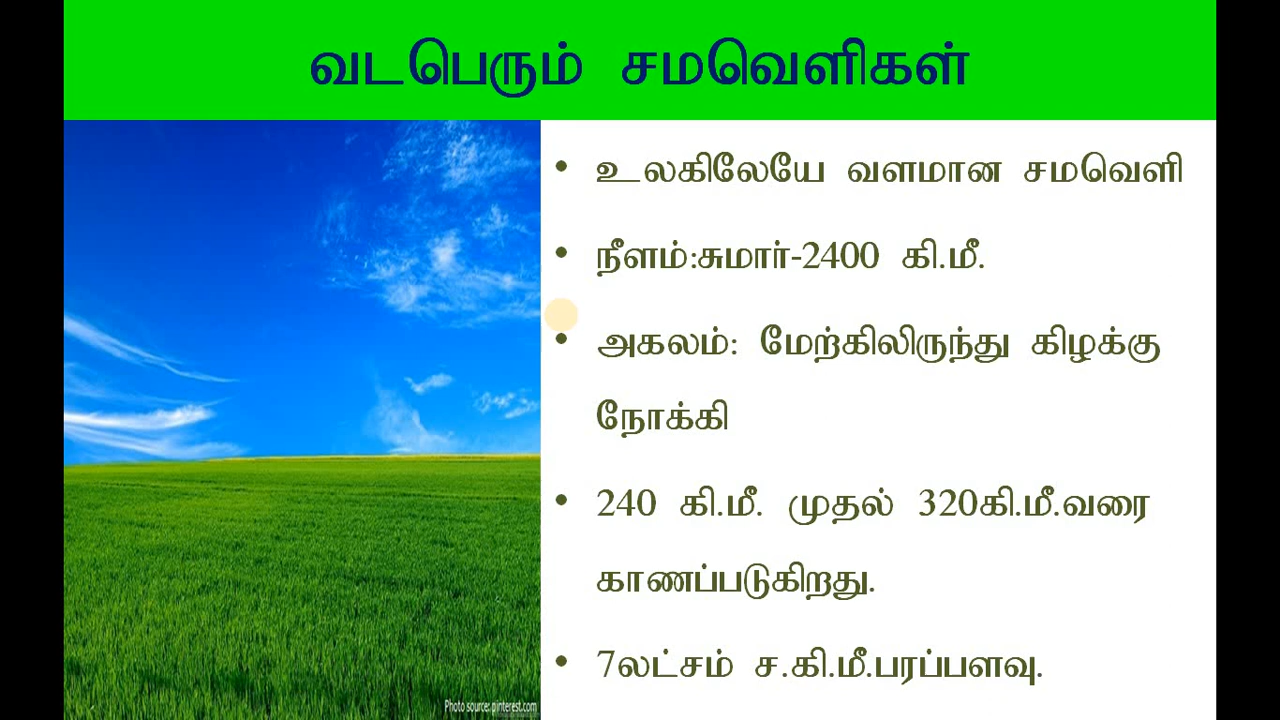 வடபெரும் சமவெளிகள்
• உலகிலேயே வளமான சமவெளி
• நீளம்:சுமார்-2400 கி.மீ.
• அகலம்: மேற்கிலிருந்து கிழக்கு
நோக்கி
• 240 கி.மீ. முதல் 320கி.மீ.வரை
காணப்படுகிறது.
• 7லட்சம் ச.கி.மீ.பரப்பளவு.
Photo source: pinterest.com